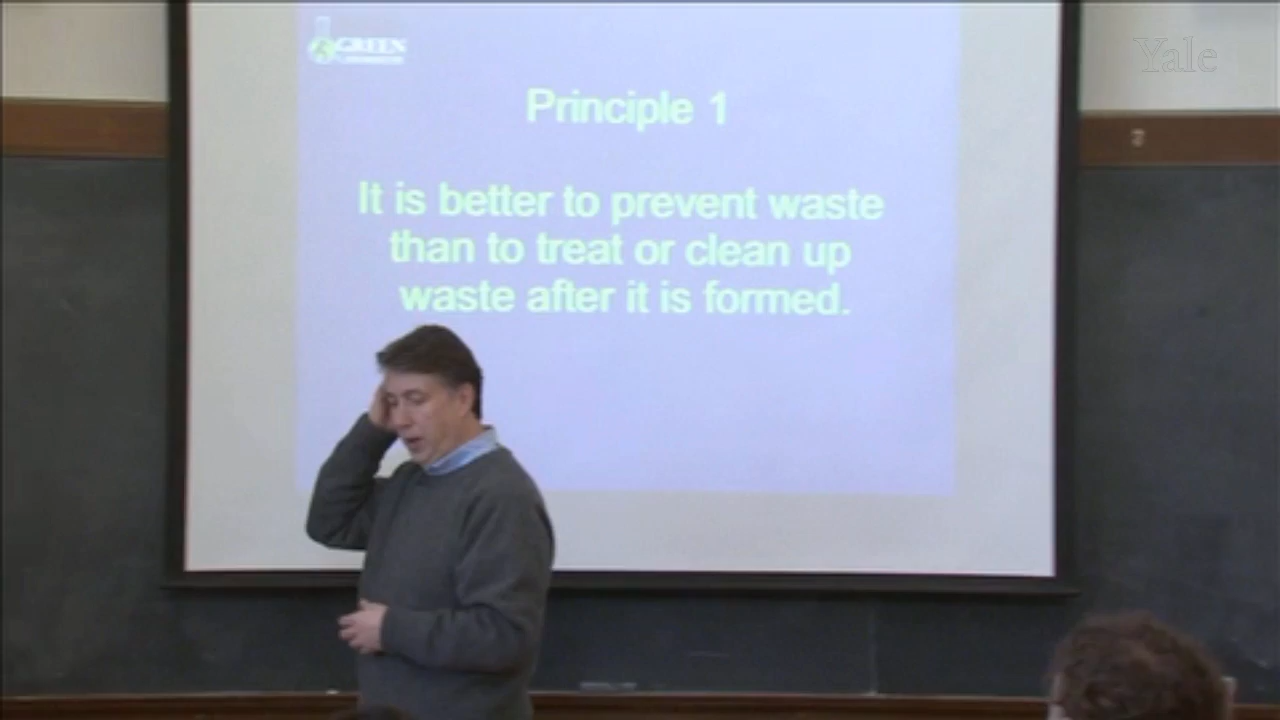 Yale
GREEN
Principle 1
It is better to prevent waste
than to treat or clean up
waste after it is formed.